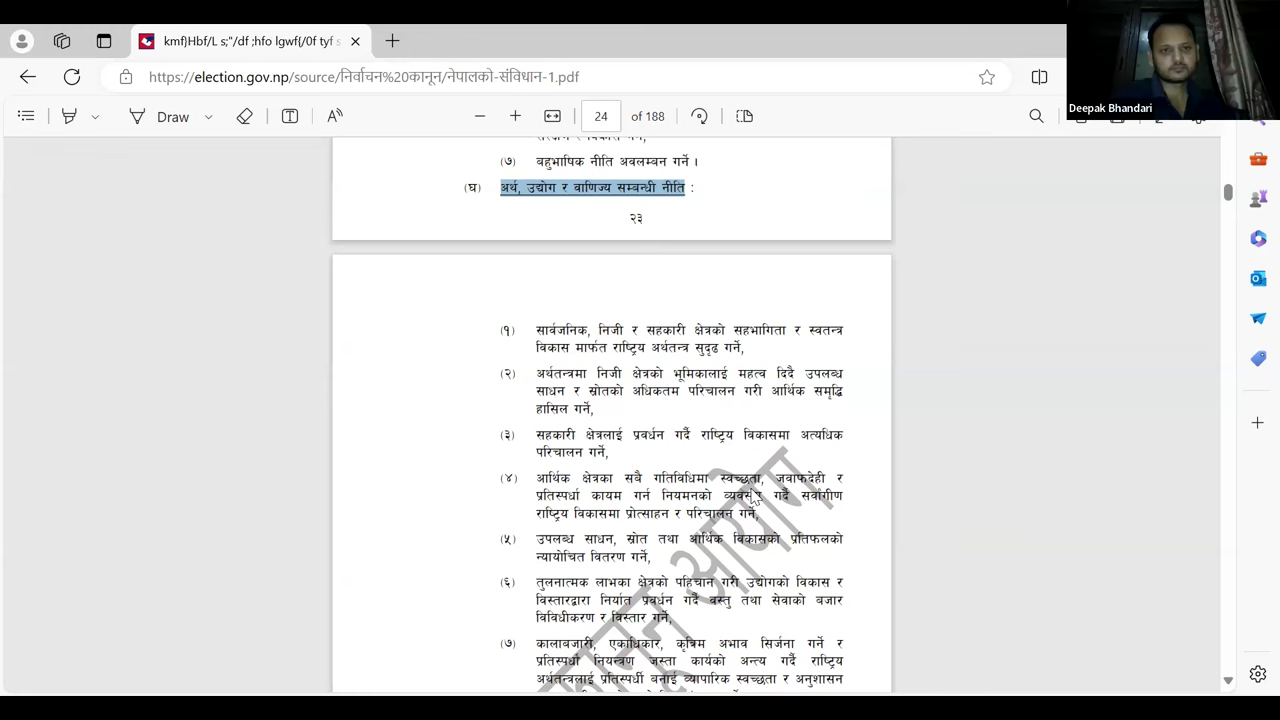 kmf}Hbf/L s;"/df ;hfo lgwf{/0f tyf s
https://election.gov.np/source/निर्वाचन%20कानून/नेपालको-संविधान-1.pdf
Deepak Bhandari
Draw
24 of 188
(७) बहुभाषिक नीति अवलम्बन गर्ने ।
(घ) अर्थ, उद्योग र वाणिज्य सम्बन्धी नीति :
२३
(१) सार्वजनिक, निजी र सहकारी क्षेत्रको सहभागिता र स्वतन्त्र
विकास मार्फत राष्ट्रिय अर्थतन्त्र सुदृढ गर्ने,
(२) अर्थतन्त्रमा निजी क्षेत्रको भूमिकालाई महत्व दिदै उपलब्ध
साधन र स्रोतको अधिकतम परिचालन गरी आर्थिक समृद्धि
हासिल गर्ने,
(३) सहकारी क्षेत्रलाई प्रवर्धन गर्दै राष्ट्रिय विकासमा अत्यधिक
परिचालन गर्ने,
(४) आर्थिक क्षेत्रका सबै गतिविधिमा स्वच्छता, जवाफदेही र
प्रतिस्पर्धा कायम गर्न नियमनको गर्दै सर्वांगीण
राष्ट्रिय विकासमा प्रोत्साहन र परिचालन गर्ने,
(५) उपलब्ध साधन, स्रोत तथा आर्थिक विकासको प्रतिफलको
न्यायोचित वितरण गर्ने,
(६) तुलनात्मक लाभका क्षेत्रको पहिचान गरी उद्योगको विकास र
विस्तारद्वारा निर्यात प्रबर्धन गर्दै वस्तु तथा सेवाको बजार
विविधीकरण र विस्तार गर्ने,
(७) कालाबजारी, एकाधिकार, कृत्रिम अभाव सिर्जना गर्ने र
प्रतिस्पर्धा नियन्त्रण जस्ता कार्यको अन्त्य गर्दै राष्ट्रिय
अर्थतन्त्रलाई प्रतिस्पर्धी बनाई व्यापारिक स्वच्छता र अनुशासन
कानून आयोग